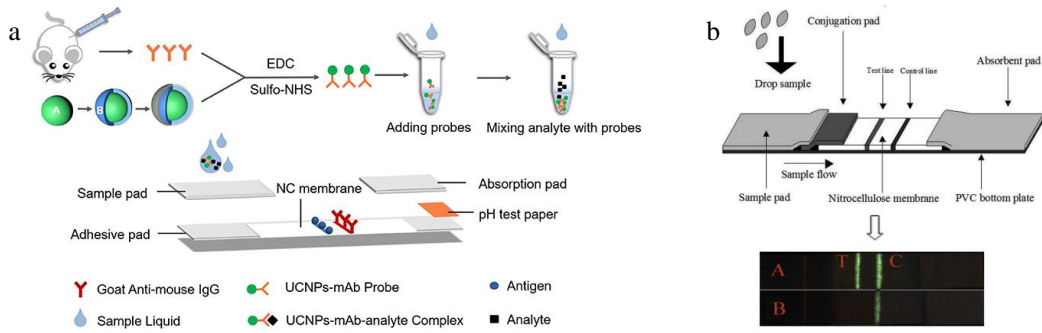 a
EDC
Sulfo-NHS
A
B
Adding probes
Mixing analyte with probes
Sample pad
NC membrane
Absorption pad
pH test paper
Adhesive pad
Goat Anti-mouse IgG
UCNPs-mAb Probe
Antigen
Sample Liquid
UCNPs-mAb-analyte Complex
Analyte
b
Conjugation pad
Drop sample
Test line
Control line
Absorbent pad
Sample flow
Sample pad
Nitrocellulose membrane
PVC bottom plate
A
T
C
B